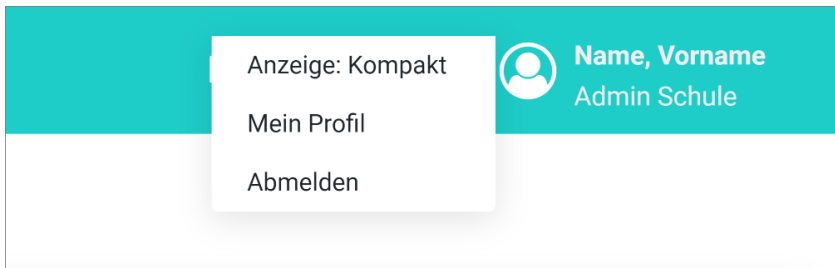 Anzeige: Kompakt
Mein Profil
Abmelden
Name, Vorname
Admin Schule